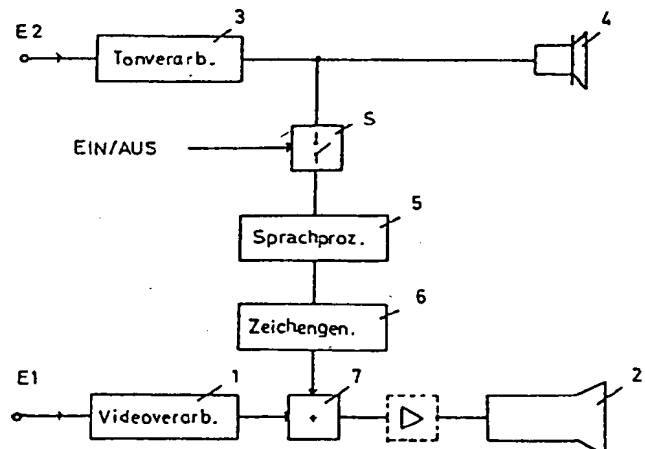 E2
3
Tonverarb.
4
S
EIN/AUS
5
Sprachproz.
6
Zeichengen.
E1
1
Videoverarb.
7
+
2